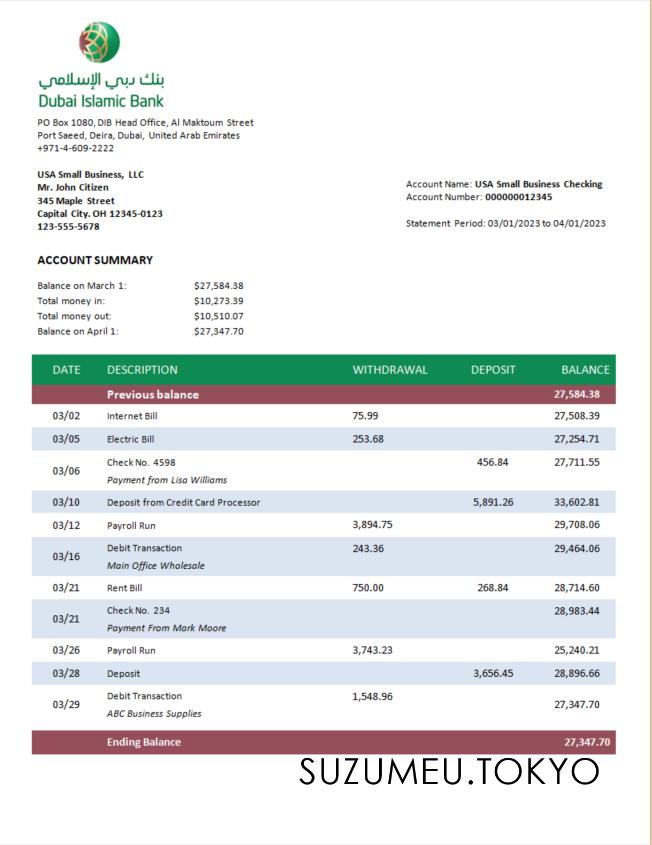 بنك دبي الإسلامي
Dubai Islamic Bank
PO Box 1080, DIB Head Office, Al Maktoum Street
Port Saeed, Deira, Dubai, United Arab Emirates
+971-4-609-2222
USA Small Business, LLC
Mr. John Citizen
345 Maple Street
Capital City. OH 12345-0123
123-555-5678
Account Name: USA Small Business Checking
Account Number: 000000012345
Statement Period: 03/01/2023 to 04/01/2023
ACCOUNT SUMMARY
Balance on March 1: $27,584.38
Total money in: $10,273.39
Total money out: $10,510.07
Balance on April 1: $27,347.70
DATE DESCRIPTION WITHDRAWAL DEPOSIT BALANCE
Previous balance 27,584.38
03/02 Internet Bill 75.99 27,508.39
03/05 Electric Bill 253.68 27,254.71
03/06 Check No. 4598 456.84 27,711.55
Payment from Lisa Williams
03/10 Deposit from Credit Card Processor 5,891.26 33,602.81
03/12 Payroll Run 3,894.75 29,708.06
03/16 Debit Transaction 243.36 29,464.06
Main Office Wholesale
03/21 Rent Bill 750.00 268.84 28,714.60
03/21 Check No. 234 28,983.44
Payment From Mark Moore
03/26 Payroll Run 3,743.23 25,240.21
03/28 Deposit 3,656.45 28,896.66
03/29 Debit Transaction 1,548.96 27,347.70
ABC Business Supplies
Ending Balance 27,347.70
SUZUMEU.TOKYO